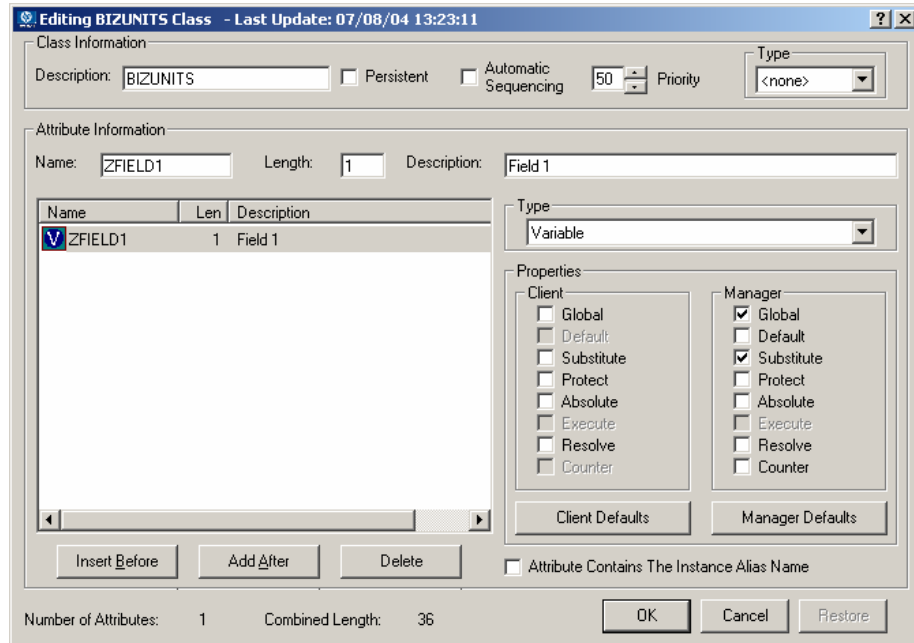 Editing BIZUNITS Class - Last Update: 07/08/04 13:23:11
Class Information
Description: BIZUNITS Persistent Automatic Sequencing 50 Priority
Type
<none>
Attribute Information
Name: ZFIELD1 Length: 1 Description: Field 1
Name Len Description
V ZFIELD1 1 Field 1
Type
Variable
Properties
Client
Global
Default
Substitute
Protect
Absolute
Execute
Resolve
Counter
Manager
Global
Default
Substitute
Protect
Absolute
Execute
Resolve
Counter
Client Defaults Manager Defaults
Insert Before Add After Delete
Attribute Contains The Instance Alias Name
Number of Attributes: 1 Combined Length: 36
OK Cancel Restore